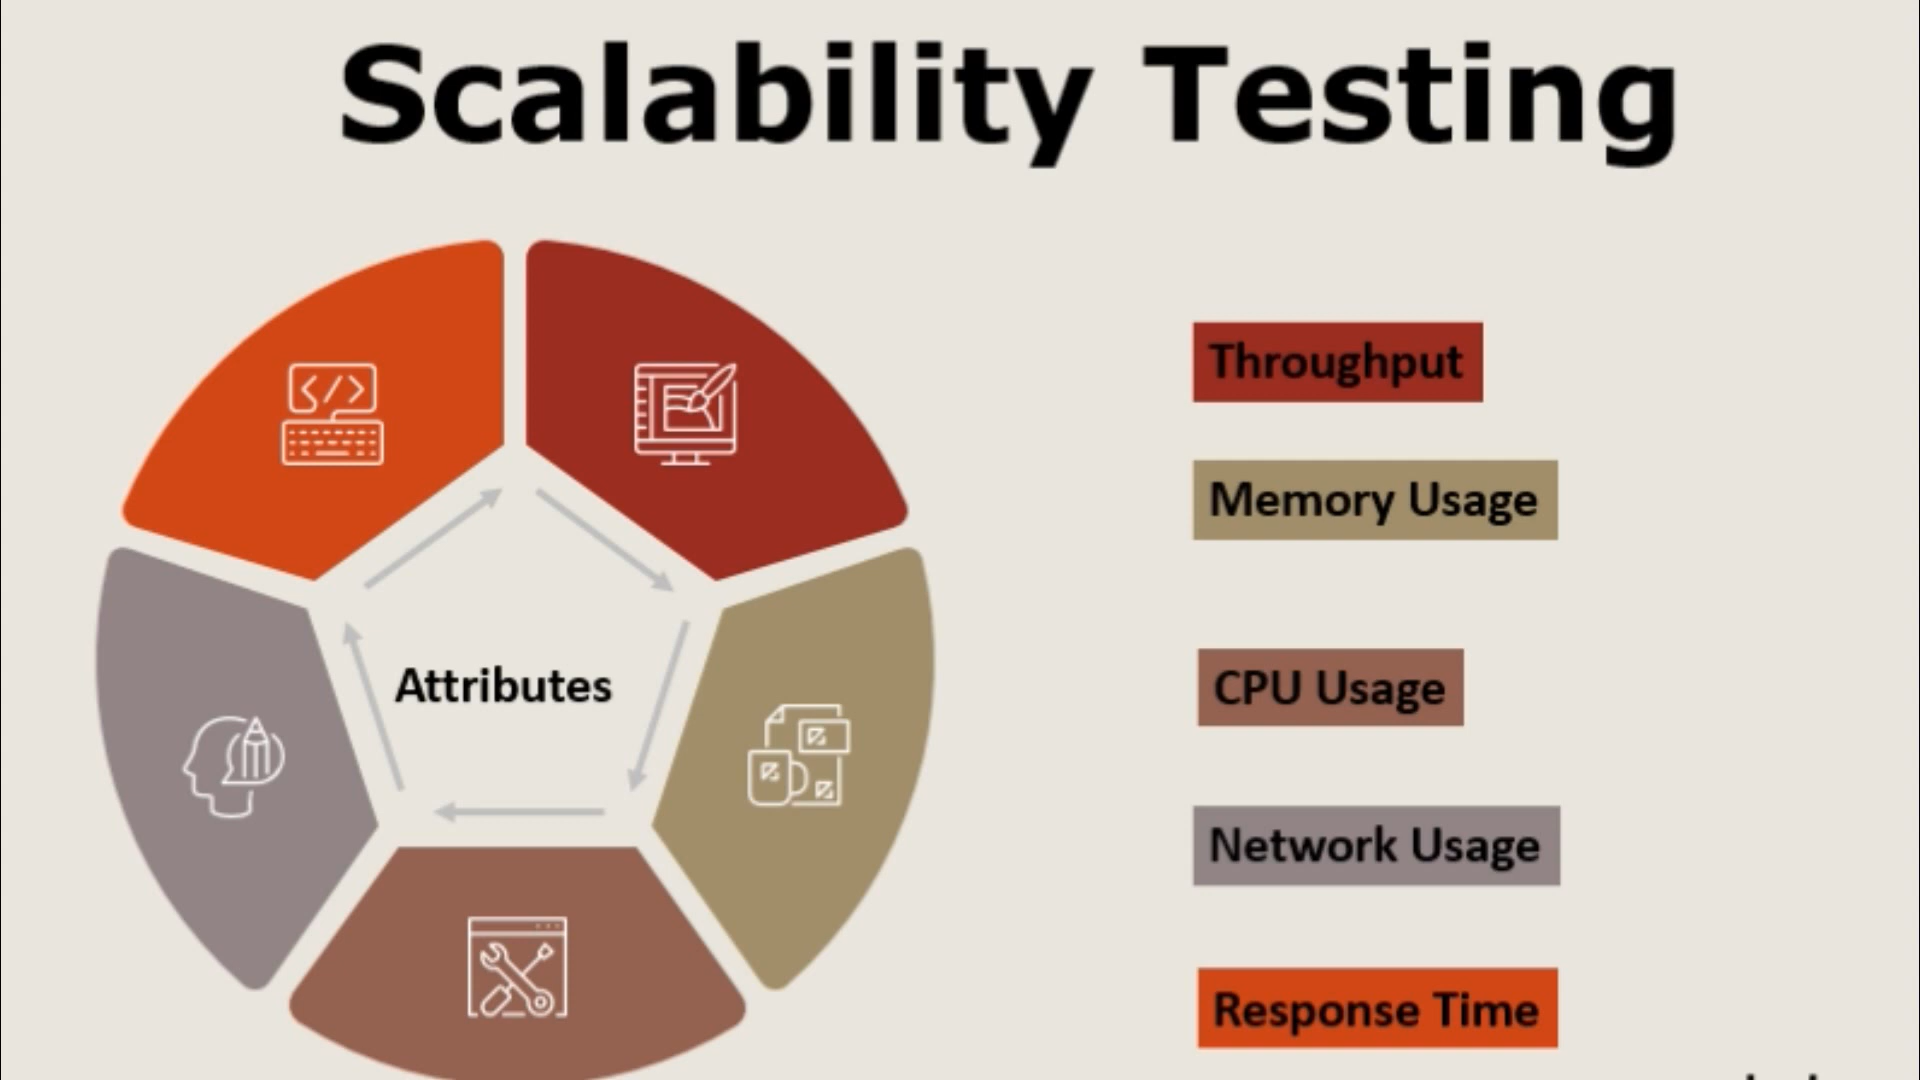 Scalability Testing
Throughput
Memory Usage
Attributes
CPU Usage
Network Usage
Response Time